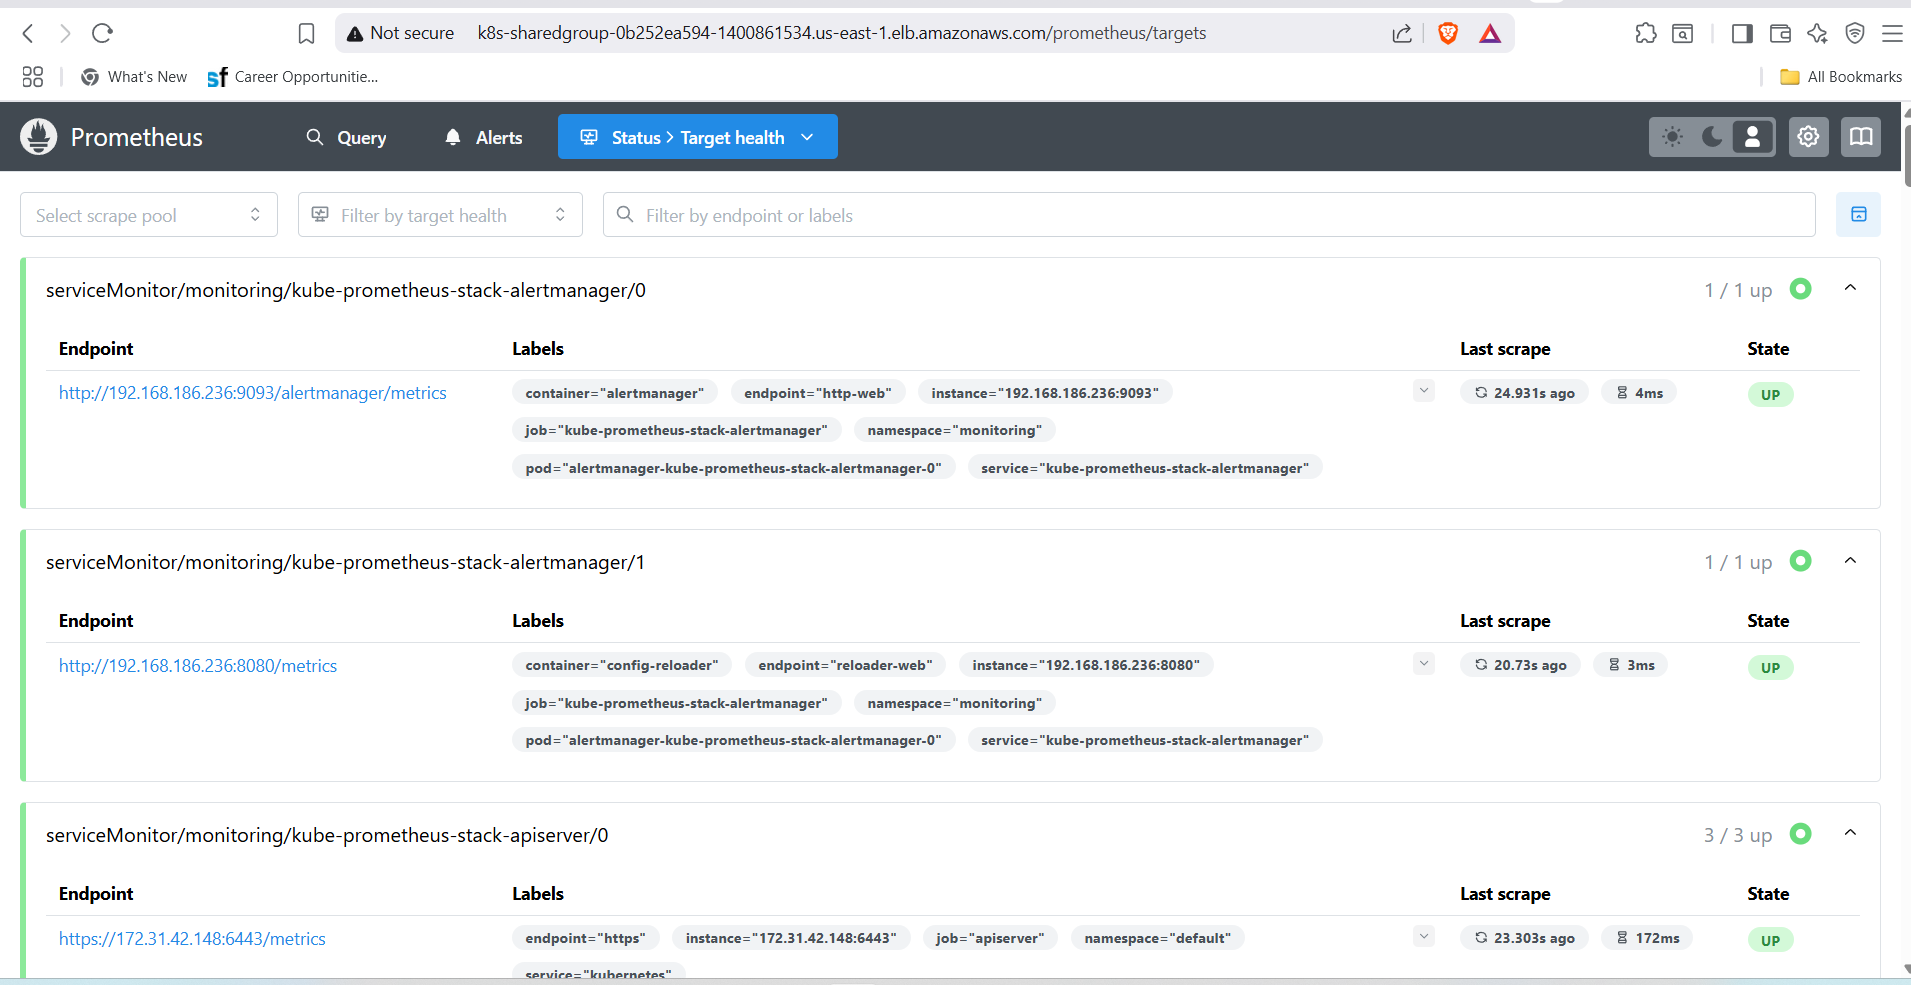 Not secure k8s-sharedgroup-0b252ea594-1400861534.us-east-1.elb.amazonaws.com/prometheus/targets
What's New Career Opportunitie... All Bookmarks
Prometheus Query Alerts Status > Target health
Select scrape pool Filter by target health Filter by endpoint or labels
serviceMonitor/monitoring/kube-prometheus-stack-alertmanager/0 1 / 1 up
Endpoint Labels Last scrape State
http://192.168.186.236:9093/alertmanager/metrics container="alertmanager" endpoint="http-web" instance="192.168.186.236:9093" 24.931s ago 4ms UP
job="kube-prometheus-stack-alertmanager" namespace="monitoring"
pod="alertmanager-kube-prometheus-stack-alertmanager-0" service="kube-prometheus-stack-alertmanager"
serviceMonitor/monitoring/kube-prometheus-stack-alertmanager/1 1 / 1 up
Endpoint Labels Last scrape State
http://192.168.186.236:8080/metrics container="config-reloader" endpoint="reloader-web" instance="192.168.186.236:8080" 20.73s ago 3ms UP
job="kube-prometheus-stack-alertmanager" namespace="monitoring"
pod="alertmanager-kube-prometheus-stack-alertmanager-0" service="kube-prometheus-stack-alertmanager"
serviceMonitor/monitoring/kube-prometheus-stack-apiserver/0 3 / 3 up
Endpoint Labels Last scrape State
https://172.31.42.148:6443/metrics endpoint="https" instance="172.31.42.148:6443" job="apiserver" namespace="default" 23.303s ago 172ms UP
service="kubernetes"